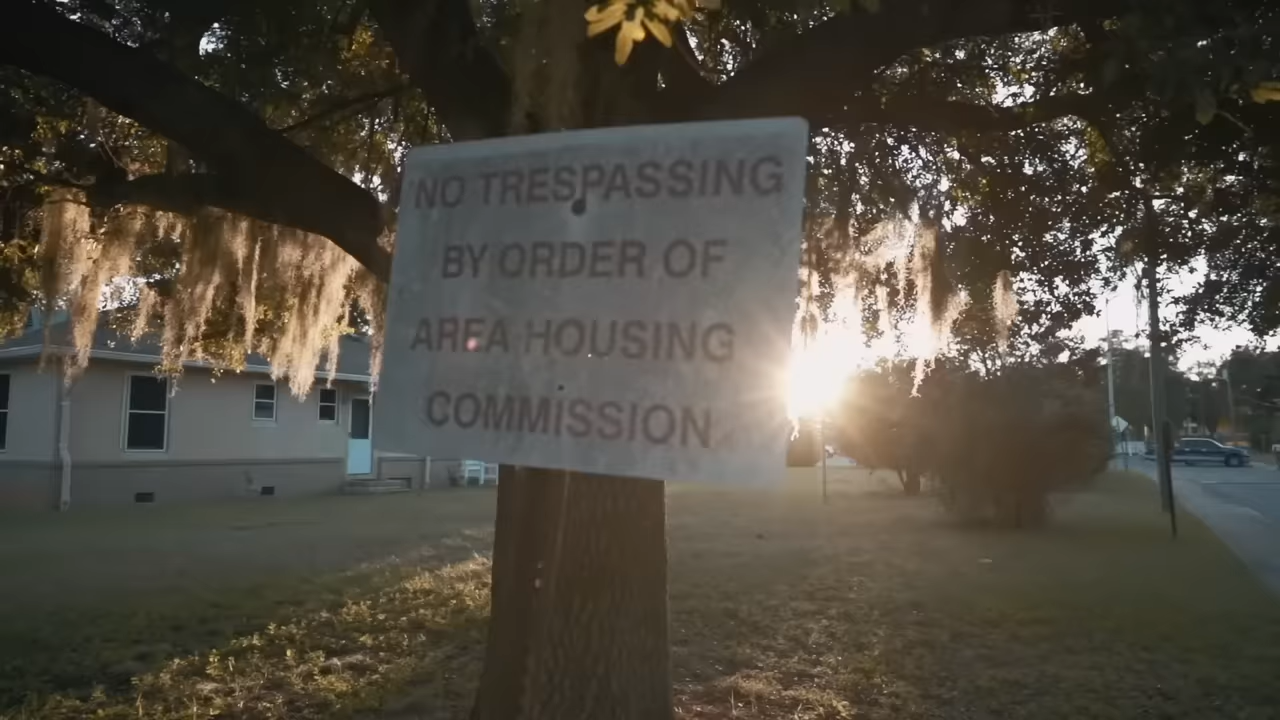 NO TRESPASSING
BY ORDER OF
AREA HOUSING
COMMISSION